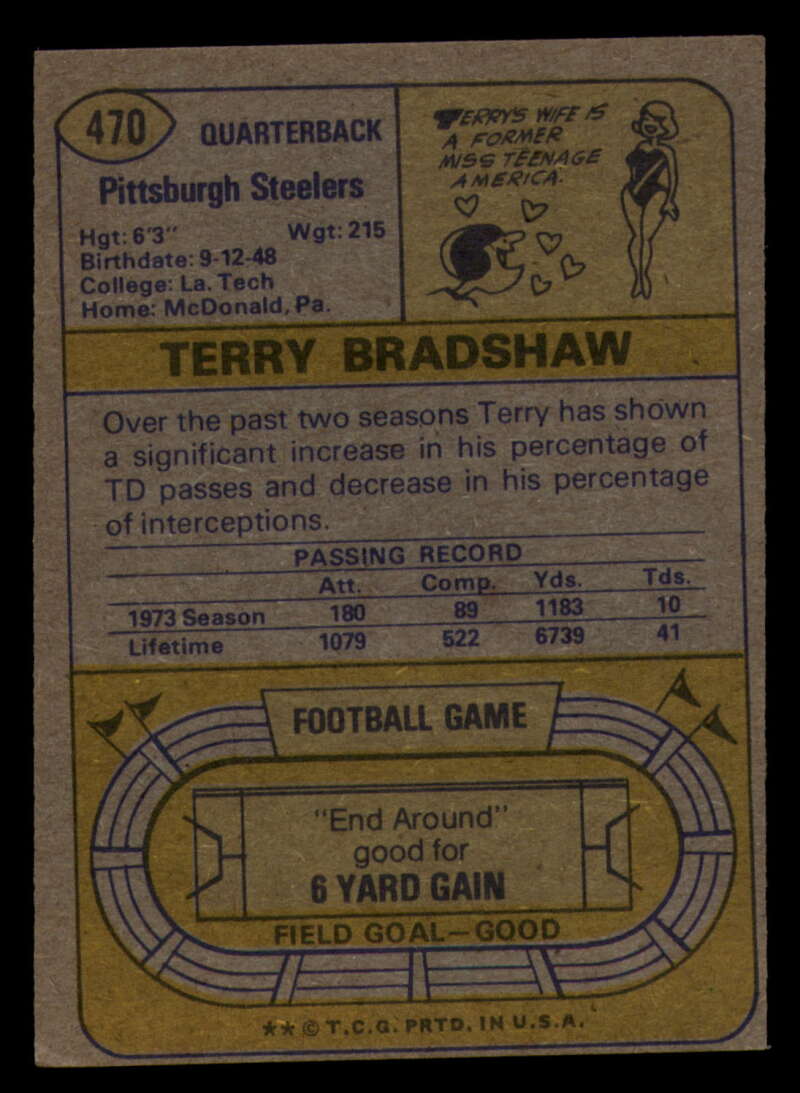 470
QUARTERBACK
Pittsburgh Steelers
Hgt: 6'3" Wgt: 215
Birthdate: 9-12-48
College: La. Tech
Home: McDonald, Pa.
TERRY'S WIFE IS
A FORMER
MISS TEENAGE
AMERICA.
TERRY BRADSHAW
Over the past two seasons Terry has shown
a significant increase in his percentage of
TD passes and decrease in his percentage
of interceptions.
PASSING RECORD
Att. Comp. Yds. Tds.
1973 Season 180 89 1183 10
Lifetime 1079 522 6739 41
FOOTBALL GAME
"End Around"
good for
6 YARD GAIN
FIELD GOAL—GOOD
★★ © T.C.G. PRTD. IN U.S.A.